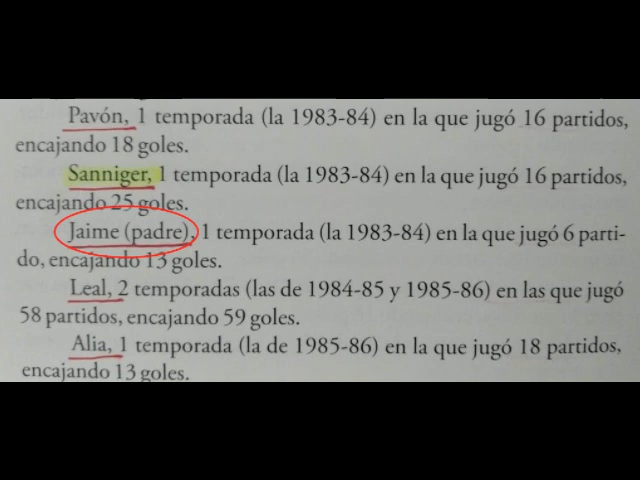 Pavón, 1 temporada (la 1983-84) en la que jugó 16 partidos,
encajando 18 goles.
Sanniger, 1 temporada (la 1983-84) en la que jugó 16 partidos,
encajando 25 goles.
Jaime (padre), 1 temporada (la 1983-84) en la que jugó 6 parti-
do, encajando 13 goles.
Leal, 2 temporadas (las de 1984-85 y 1985-86) en las que jugó
58 partidos, encajando 59 goles.
Alia, 1 temporada (la de 1985-86) en la que jugó 18 partidos,
encajando 13 goles.